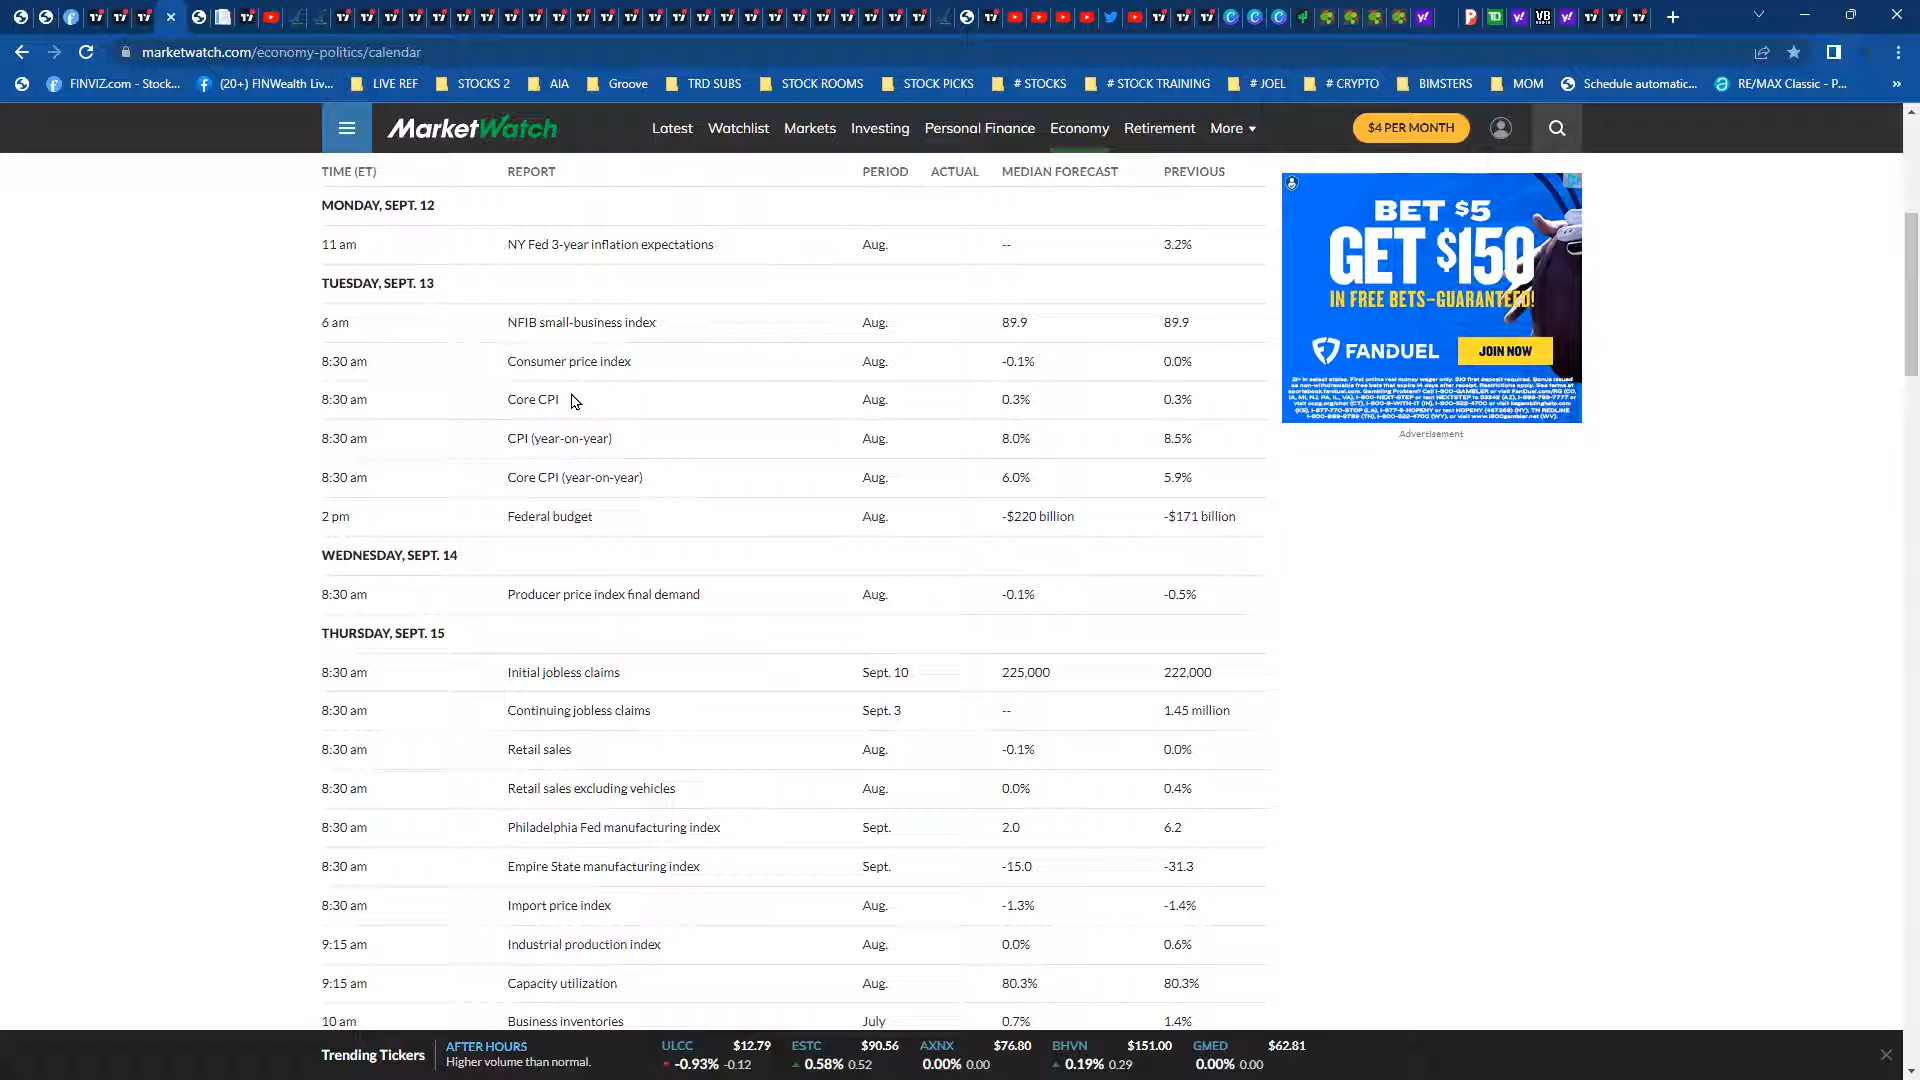 marketwatch.com/economy-politics/calendar
FINVIZ.com - Stock...
(20+) FINWealth Liv...
LIVE REF
STOCKS 2
AIA
Groove
TRD SUBS
STOCK ROOMS
STOCK PICKS
# STOCKS
# STOCK TRAINING
# JOEL
# CRYPTO
BIMSTERS
MOM
Schedule automatic...
RE/MAX Classic - P...
MarketWatch
Latest
Watchlist
Markets
Investing
Personal Finance
Economy
Retirement
More
$4 PER MONTH
TIME (ET) REPORT PERIOD ACTUAL MEDIAN FORECAST PREVIOUS
MONDAY, SEPT. 12
11 am NY Fed 3-year inflation expectations Aug. -- 3.2%
TUESDAY, SEPT. 13
6 am NFIB small-business index Aug. 89.9 89.9
8:30 am Consumer price index Aug. -0.1% 0.0%
8:30 am Core CPI Aug. 0.3% 0.3%
8:30 am CPI (year-on-year) Aug. 8.0% 8.5%
8:30 am Core CPI (year-on-year) Aug. 6.0% 5.9%
2 pm Federal budget Aug. -$220 billion -$171 billion
WEDNESDAY, SEPT. 14
8:30 am Producer price index final demand Aug. -0.1% -0.5%
THURSDAY, SEPT. 15
8:30 am Initial jobless claims Sept. 10 225,000 222,000
8:30 am Continuing jobless claims Sept. 3 -- 1.45 million
8:30 am Retail sales Aug. -0.1% 0.0%
8:30 am Retail sales excluding vehicles Aug. 0.0% 0.4%
8:30 am Philadelphia Fed manufacturing index Sept. 2.0 6.2
8:30 am Empire State manufacturing index Sept. -15.0 -31.3
8:30 am Import price index Aug. -1.3% -1.4%
9:15 am Industrial production index Aug. 0.0% 0.6%
9:15 am Capacity utilization Aug. 80.3% 80.3%
10 am Business inventories July 0.7% 1.4%
BET $5
GET $150
IN FREE BETS–GUARANTEED!
FANDUEL
JOIN NOW
Advertisement
Trending Tickers
AFTER HOURS
Higher volume than normal.
ULCC $12.79
-0.93% -0.12
ESTC $90.56
0.58% 0.52
AXNX $76.80
0.00% 0.00
BHVN $151.00
0.19% 0.29
GMED $62.81
0.00% 0.00